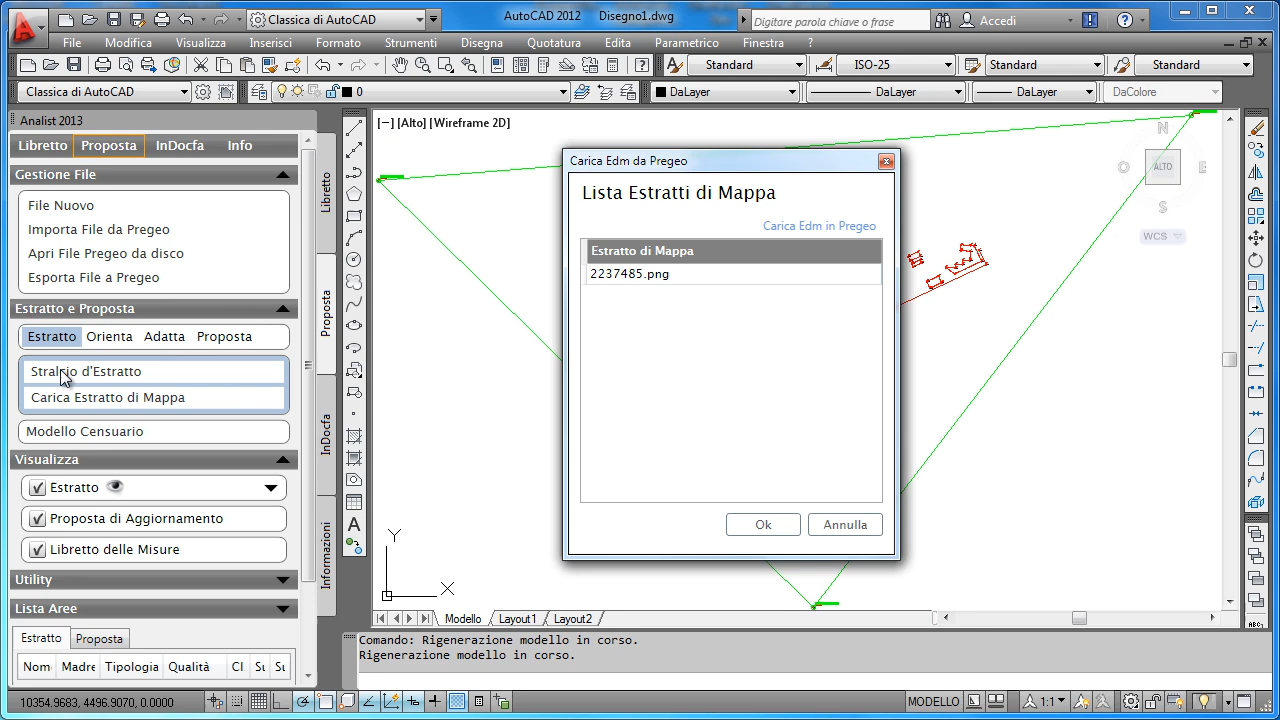 Classica di AutoCAD
AutoCAD 2012 Disegno1.dwg
Digitare parola chiave o frase
Accedi
File Modifica Visualizza Inserisci Formato Strumenti Disegna Quotatura Edita Parametrico Finestra ?
Standard ISO-25 Standard Standard
Classica di AutoCAD 0 DaLayer DaLayer DaLayer DaColore
Analist 2013
Libretto Proposta InDocfa Info
Gestione File
File Nuovo
Importa File da Pregeo
Apri File Pregeo da disco
Esporta File a Pregeo
Estratto e Proposta
Estratto Orienta Adatta Proposta
Stralcio d'Estratto
Carica Estratto di Mappa
Modello Censuario
Visualizza
Estratto
Proposta di Aggiornamento
Libretto delle Misure
Utility
Lista Aree
Estratto Proposta
Nom Madre Tipologia Qualità Cl. Su Su
Libretto
Proposta
InDocfa
Informazioni
[−] [Alto] [Wireframe 2D]
N
O ALTO E
S
WCS
Carica Edm da Pregeo
Lista Estratti di Mappa
Carica Edm in Pregeo
Estratto di Mappa
2237485.png
Ok Annulla
Y
X
Modello Layout1 Layout2
Comando: Rigenerazione modello in corso.
Rigenerazione modello in corso.
10354.9683, 4496.9070, 0.0000
MODELLO 1:1